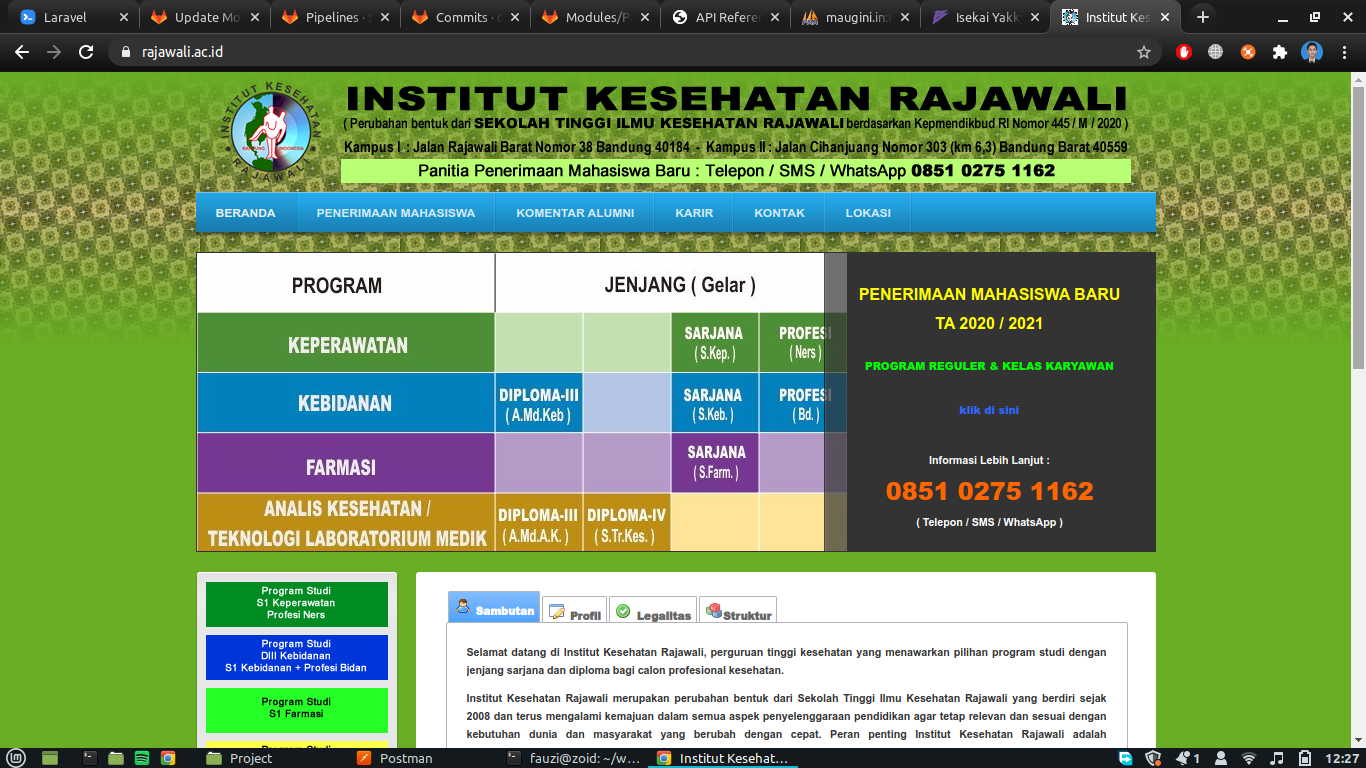 Laravel
Update Mo
Pipelines · S
Commits · d
Modules/P
API Referen
maugini.in:
Isekai Yakky
Institut Kes
rajawali.ac.id
INSTITUT KESEHATAN RAJAWALI
BANDUNG INDONESIA
INSTITUT KESEHATAN RAJAWALI
( Perubahan bentuk dari SEKOLAH TINGGI ILMU KESEHATAN RAJAWALI berdasarkan Kepmendikbud RI Nomor 445 / M / 2020 )
Kampus I : Jalan Rajawali Barat Nomor 38 Bandung 40184 - Kampus II : Jalan Cihanjuang Nomor 303 (km 6,3) Bandung Barat 40559
Panitia Penerimaan Mahasiswa Baru : Telepon / SMS / WhatsApp 0851 0275 1162
BERANDA PENERIMAAN MAHASISWA KOMENTAR ALUMNI KARIR KONTAK LOKASI
PROGRAM JENJANG ( Gelar )
KEPERAWATAN SARJANA ( S.Kep. ) PROFESI ( Ners )
KEBIDANAN DIPLOMA-III ( A.Md.Keb ) SARJANA ( S.Keb. ) PROFESI ( Bd. )
FARMASI SARJANA ( S.Farm. )
ANALIS KESEHATAN /
TEKNOLOGI LABORATORIUM MEDIK
DIPLOMA-III ( A.Md.A.K. ) DIPLOMA-IV ( S.Tr.Kes. )
PENERIMAAN MAHASISWA BARU
TA 2020 / 2021
PROGRAM REGULER & KELAS KARYAWAN
klik di sini
Informasi Lebih Lanjut :
0851 0275 1162
( Telepon / SMS / WhatsApp )
Program Studi
S1 Keperawatan
Profesi Ners
Program Studi
DIII Kebidanan
S1 Kebidanan + Profesi Bidan
Program Studi
S1 Farmasi
Program Studi
Sambutan Profil Legalitas Struktur
Selamat datang di Institut Kesehatan Rajawali, perguruan tinggi kesehatan yang menawarkan pilihan program studi dengan
jenjang sarjana dan diploma bagi calon profesional kesehatan.
Institut Kesehatan Rajawali merupakan perubahan bentuk dari Sekolah Tinggi Ilmu Kesehatan Rajawali yang berdiri sejak
2008 dan terus mengalami kemajuan dalam semua aspek penyelenggaraan pendidikan agar tetap relevan dan sesuai dengan
kebutuhan dunia dan masyarakat yang berubah dengan cepat. Peran penting Institut Kesehatan Rajawali adalah
Project Postman fauzi@zoid: ~/w... Institut Kesehat... 1 12:27